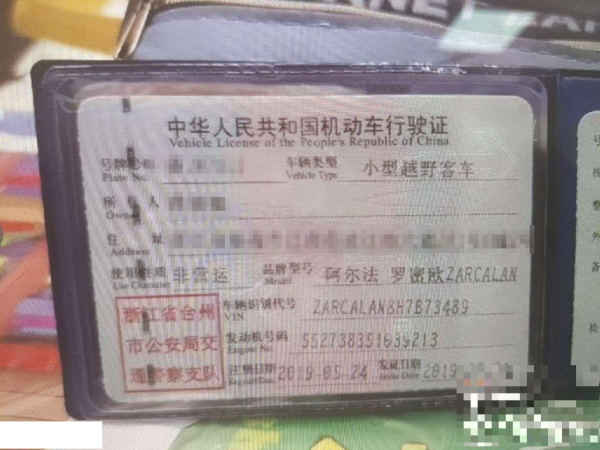 中华人民共和国机动车行驶证
Vehicle License of the People's Republic of China
号牌号码 车辆类型 小型越野客车
Plate No. Vehicle Type
所有人
Owner
住 址
Address
使用性质 非营运 品牌型号 阿尔法 罗密欧ZARCALAN
Use Character Model
浙江省台州 车辆识别代号 ZARCALAN8H7B73489
VIN
市公安局交 发动机号码 552738351639213
Engine No.
通警察支队 注册日期 2019.05.24 发证日期 2019
Register Date Issue Date